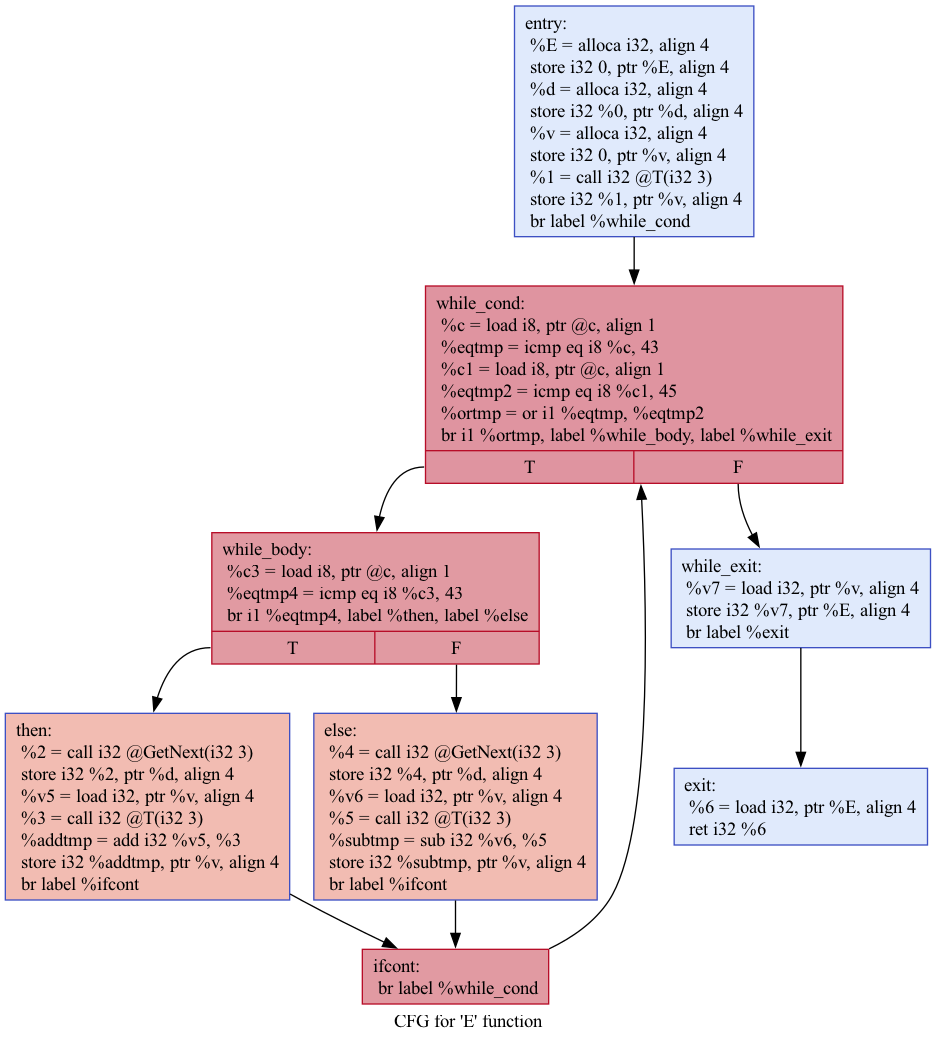 entry:
%E = alloca i32, align 4
store i32 0, ptr %E, align 4
%d = alloca i32, align 4
store i32 %0, ptr %d, align 4
%v = alloca i32, align 4
store i32 0, ptr %v, align 4
%1 = call i32 @T(i32 3)
store i32 %1, ptr %v, align 4
br label %while_cond
while_cond:
%c = load i8, ptr @c, align 1
%eqtmp = icmp eq i8 %c, 43
%c1 = load i8, ptr @c, align 1
%eqtmp2 = icmp eq i8 %c1, 45
%ortmp = or i1 %eqtmp, %eqtmp2
br i1 %ortmp, label %while_body, label %while_exit
T
F
while_body:
%c3 = load i8, ptr @c, align 1
%eqtmp4 = icmp eq i8 %c3, 43
br i1 %eqtmp4, label %then, label %else
T
F
while_exit:
%v7 = load i32, ptr %v, align 4
store i32 %v7, ptr %E, align 4
br label %exit
then:
%2 = call i32 @GetNext(i32 3)
store i32 %2, ptr %d, align 4
%v5 = load i32, ptr %v, align 4
%3 = call i32 @T(i32 3)
%addtmp = add i32 %v5, %3
store i32 %addtmp, ptr %v, align 4
br label %ifcont
else:
%4 = call i32 @GetNext(i32 3)
store i32 %4, ptr %d, align 4
%v6 = load i32, ptr %v, align 4
%5 = call i32 @T(i32 3)
%subtmp = sub i32 %v6, %5
store i32 %subtmp, ptr %v, align 4
br label %ifcont
exit:
%6 = load i32, ptr %E, align 4
ret i32 %6
ifcont:
br label %while_cond
CFG for 'E' function